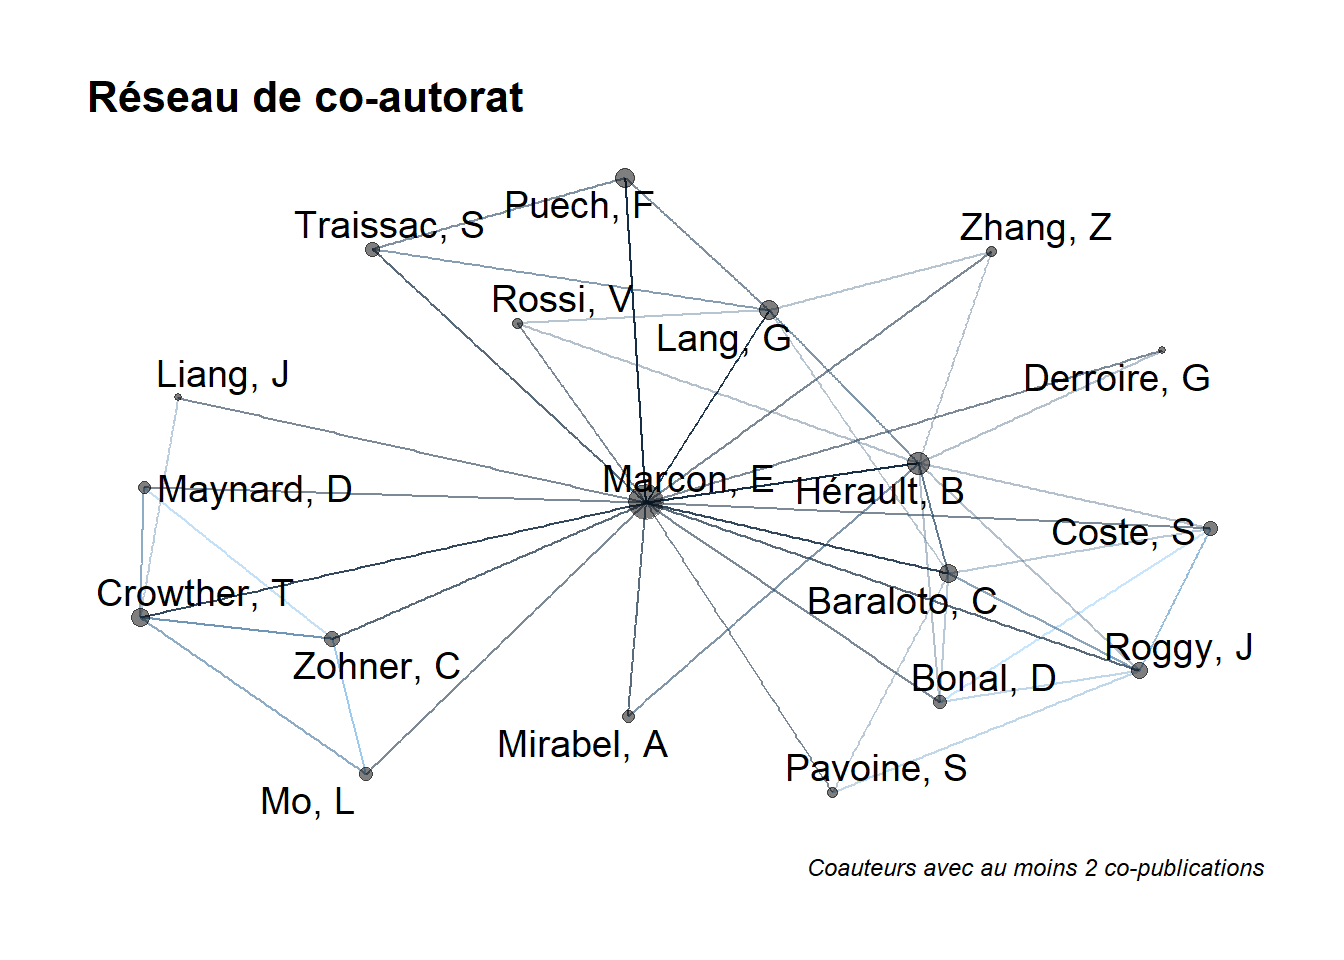 Réseau de co-autorat
Puech, F
Traissac, S
Zhang, Z
Rossi, V
Lang, G
Liang, J
Derroire, G
Marcon, E
Maynard, D
Hérault, B
Coste, S
Crowther, T
Baraloto, C
Roggy, J
Zohner, C
Bonal, D
Mirabel, A
Pavoine, S
Mo, L
Coauteurs avec au moins 2 co-publications